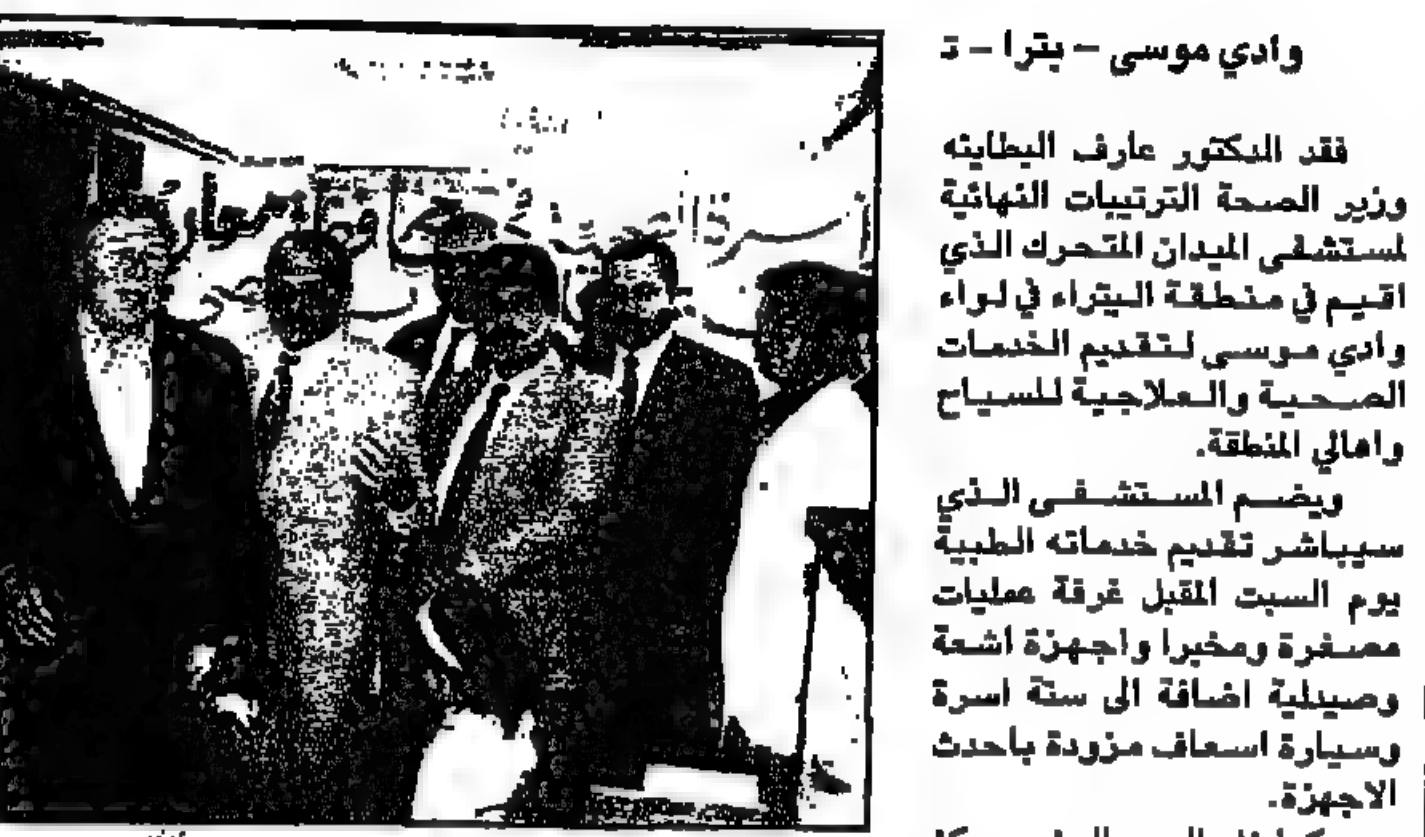 وادي موسى - بترا - ت
فقد الدكتور عارف البطاينه
وزير الصحة الترتيبات النهائية
لمستشفى الميدان المتحرك الذي
اقيم في منطقة البتراء في لواء
وادي موسى لتقديم الخدمات
الصحية والعلاجية للسياح
واهالي المنطقة.
ويضم المستشفى الذي
سيباشر تقديم خدماته الطبية
يوم السبت المقبل غرفة عمليات
مصغرة ومخبرا واجهزة اشعة
وصيدلية اضافة الى ستة اسرة
وسيارة اسعاف مزودة بأحدث
الاجهزة.